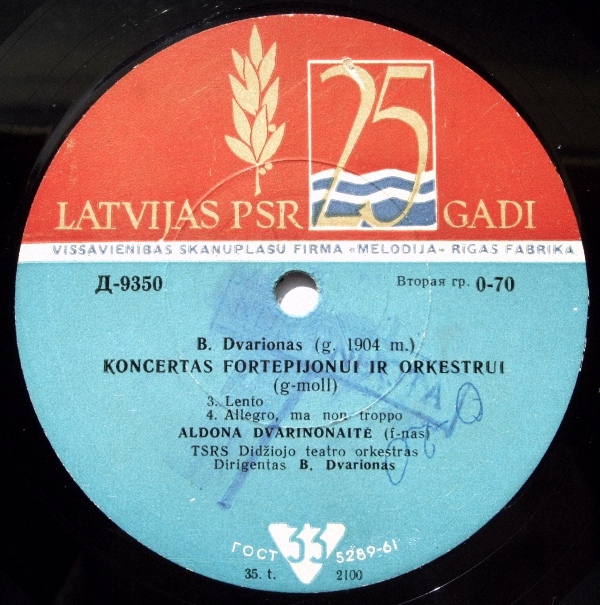 25
LATVIJAS PSR GADI
VISSAVIENĪBAS SKAŅUPLAŠU FIRMA «MELODIJA» RĪGAS FABRIKA
Д-9350 Вторая гр. 0-70
B. Dvarionas (g. 1904 m.)
KONCERTAS FORTEPIJONUI IR ORKESTRUI
(g-moll)
3. Lento
4. Allegro, ma non troppo
ALDONA DVARINONAITĖ (f-nas)
TSRS Didžiojo teatro orkestras
Dirigentas B. Dvarionas
ГОСТ 33 5289-61
35. t. 2100